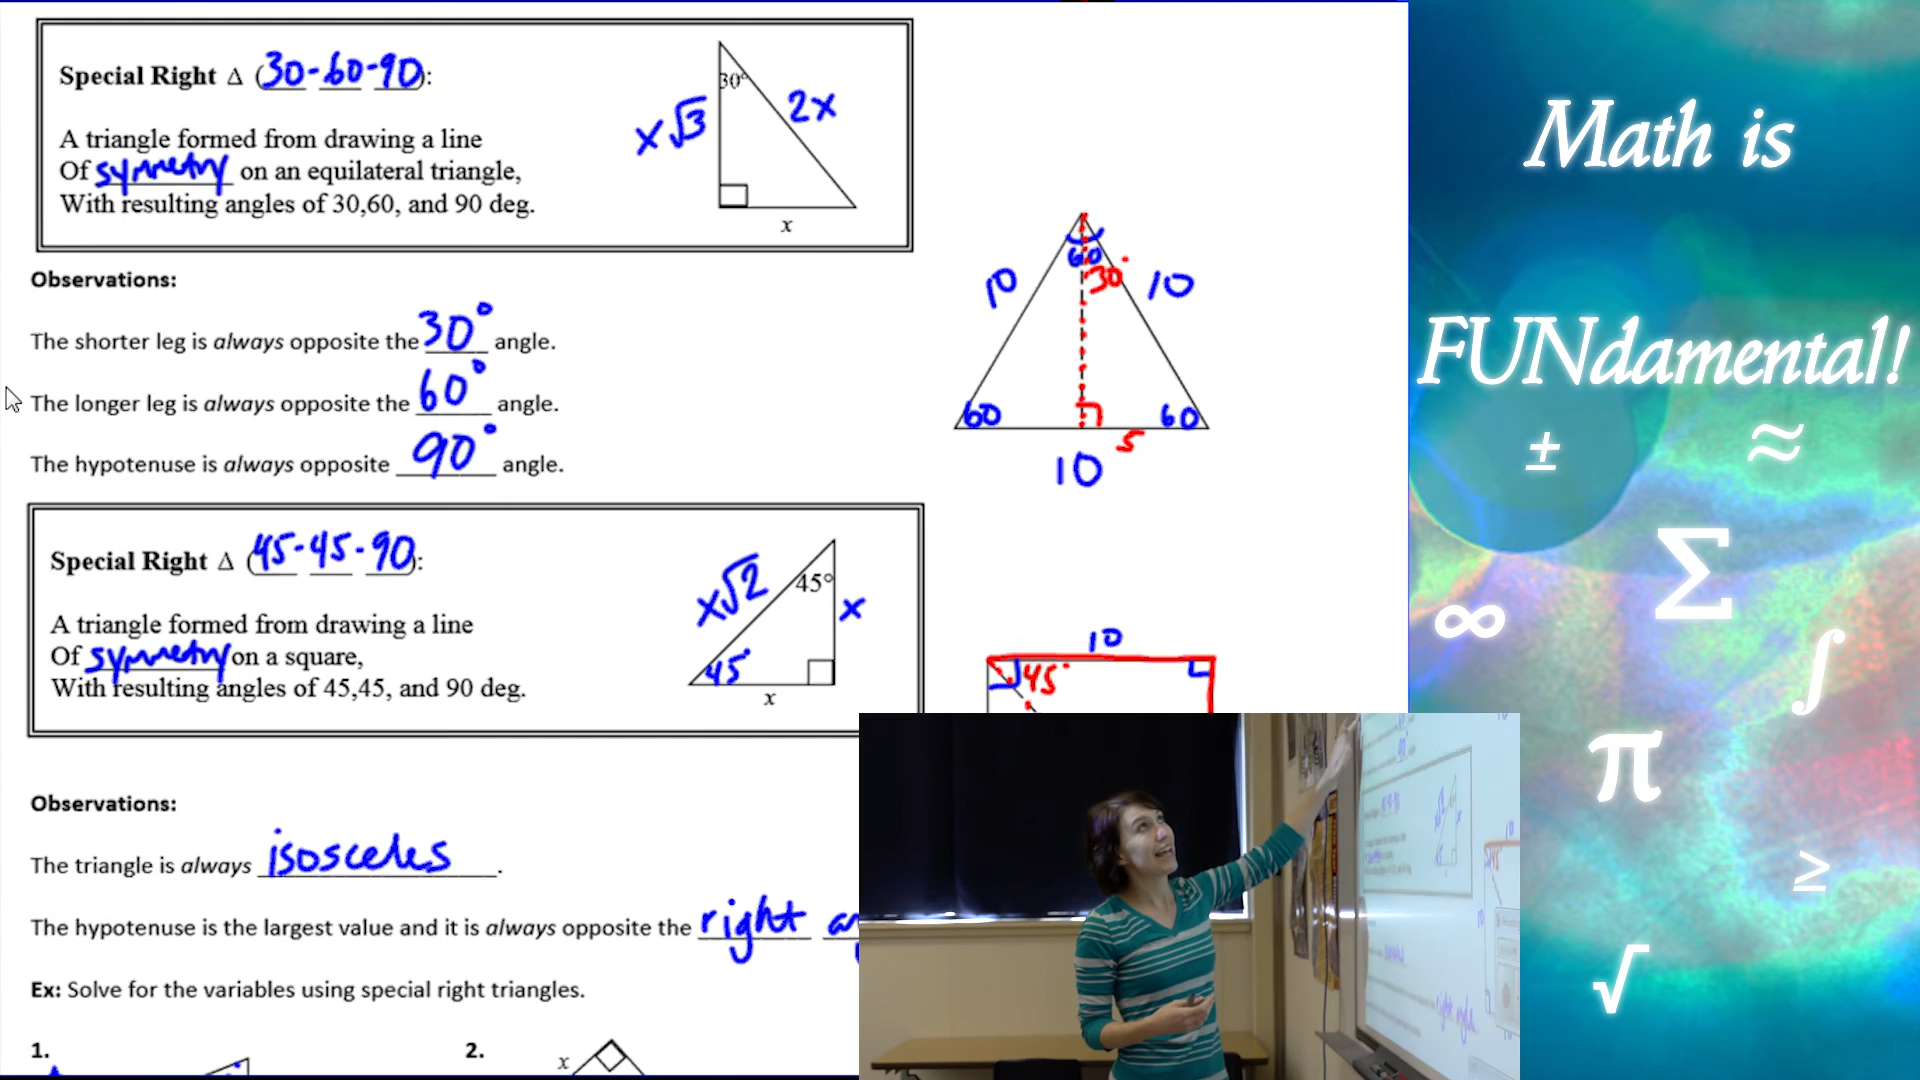 Special Right Δ (30-60-90):
A triangle formed from drawing a line
Of symmetry on an equilateral triangle,
With resulting angles of 30,60, and 90 deg.
30°
x√3
2x
x
Observations:
The shorter leg is always opposite the 30° angle.
The longer leg is always opposite the 60° angle.
The hypotenuse is always opposite 90° angle.
60
30°
10
10
60
60
5
10
Special Right Δ (45-45-90):
A triangle formed from drawing a line
Of symmetry on a square,
With resulting angles of 45,45, and 90 deg.
x√2
45°
x
45°
x
10
45°
Observations:
The triangle is always isosceles.
The hypotenuse is the largest value and it is always opposite the right
Ex: Solve for the variables using special right triangles.
1.
2.
x
Math is
FUNdamental!
± ≈
Σ
∞
∫
π
≥
√